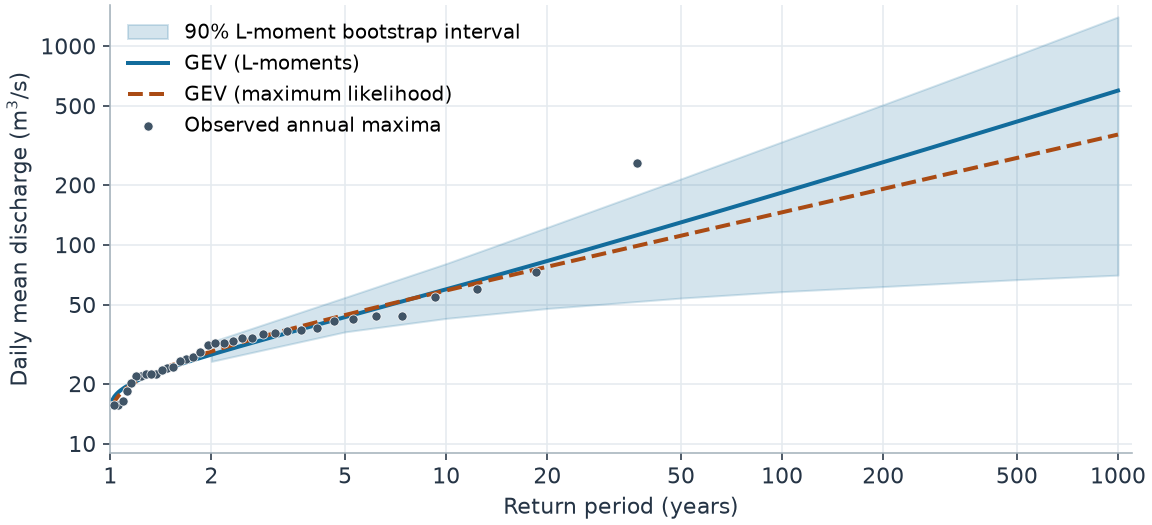 90% L-moment bootstrap interval
GEV (L-moments)
GEV (maximum likelihood)
Observed annual maxima
Daily mean discharge (m³/s)
1000
500
200
100
50
20
10
1 2 5 10 20 50 100 200 500 1000
Return period (years)